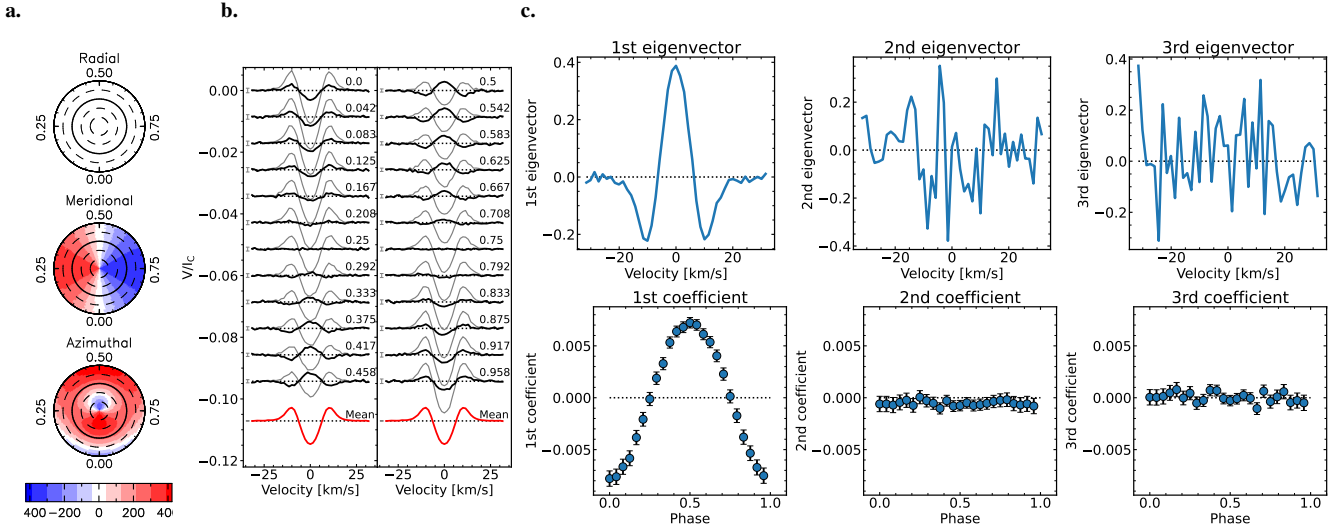 a.
Radial
0.50
0.25
0.75
0.00
Meridional
0.50
0.25
0.75
0.00
Azimuthal
0.50
0.25
0.75
0.00
400 −200 0 200 40
b.
0.00
−0.02
−0.04
−0.06
−0.08
−0.10
−0.12
V/IC
0.0
0.042
0.083
0.125
0.167
0.208
0.25
0.292
0.333
0.375
0.417
0.458
Mean
0.5
0.542
0.583
0.625
0.667
0.708
0.75
0.792
0.833
0.875
0.917
0.958
Mean
−25 0 25
−25 0 25
Velocity [km/s]
Velocity [km/s]
c.
1st eigenvector
1st eigenvector
0.4
0.2
0.0
−0.2
−20 0 20
Velocity [km/s]
2nd eigenvector
2nd eigenvector
0.2
0.0
−0.2
−0.4
−20 0 20
Velocity [km/s]
3rd eigenvector
3rd eigenvector
0.2
0.0
−0.2
−20 0 20
Velocity [km/s]
1st coefficient
1st coefficient
0.005
0.000
−0.005
0.0 0.5 1.0
Phase
2nd coefficient
2nd coefficient
0.005
0.000
−0.005
0.0 0.5 1.0
Phase
3rd coefficient
3rd coefficient
0.005
0.000
−0.005
0.0 0.5 1.0
Phase